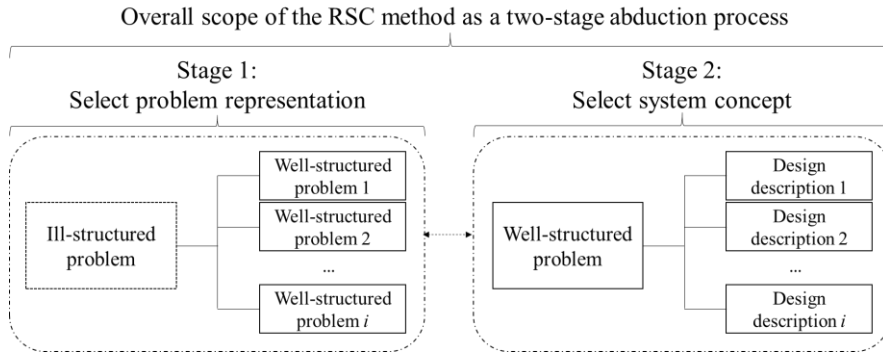 Overall scope of the RSC method as a two-stage abduction process
Stage 1:
Select problem representation
Ill-structured
problem
Well-structured
problem 1
Well-structured
problem 2
...
Well-structured
problem i
Stage 2:
Select system concept
Well-structured
problem
Design
description 1
Design
description 2
...
Design
description i